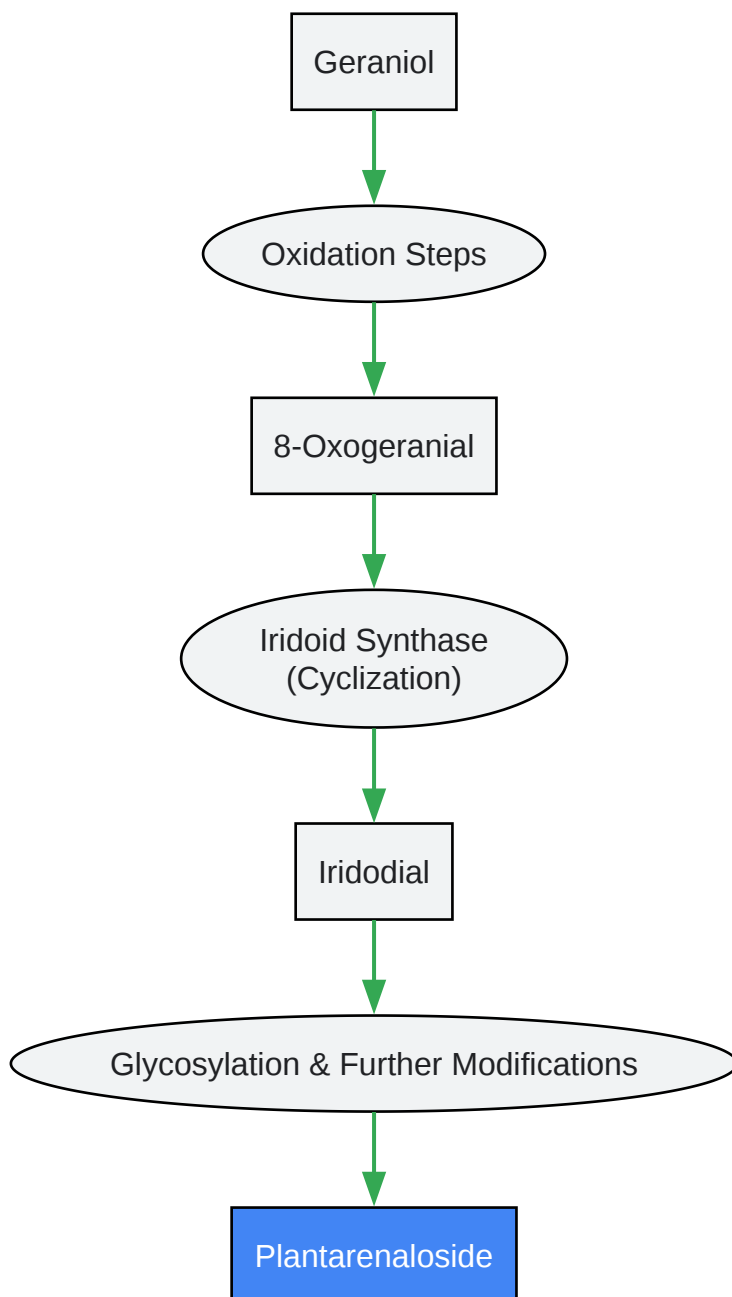 Geraniol
Oxidation Steps
8-Oxogeranial
Iridoid Synthase
(Cyclization)
Iridodial
Glycosylation & Further Modifications
Plantarenaloside